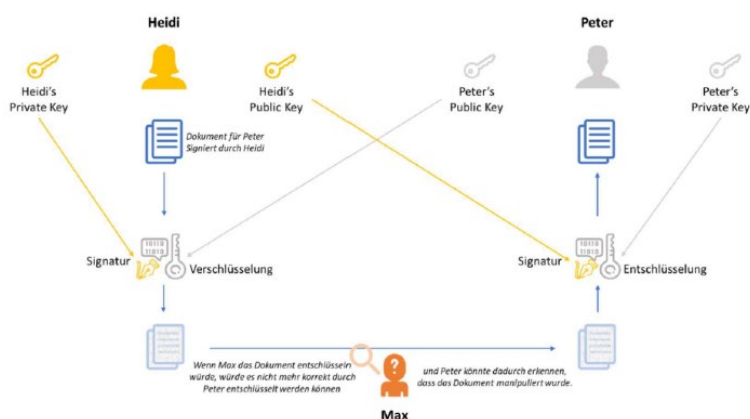 Heidi
Peter
Heidi's
Private Key
Heidi's
Public Key
Peter's
Public Key
Peter's
Private Key
Dokument für Peter
Signiert durch Heidi
Signatur
Verschlüsselung
Signatur
Entschlüsselung
Wenn Max das Dokument entschlüsseln
würde, würde es nicht mehr korrekt durch
Peter entschlüsselt werden können
und Peter könnte dadurch erkennen,
dass das Dokument manipuliert wurde.
?
Max